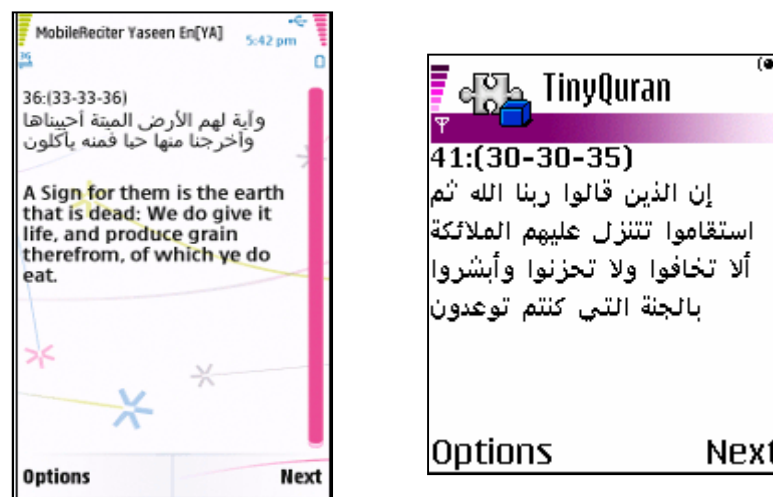 MobileReciter Yaseen En[YA]
5:42 pm
36:(33-33-36)
وآية لهم الأرض الميتة أحييناها
وأخرجنا منها حبا فمنه يأكلون
A Sign for them is the earth
that is dead: We do give it
life, and produce grain
therefrom, of which ye do
eat.
Options
Next
TinyQuran
41:(30-30-35)
إن الذين قالوا ربنا الله ثم
استقاموا تتنزل عليهم الملائكة
ألا تخافوا ولا تحزنوا وأبشروا
بالجنة التي كنتم توعدون
Options
Next